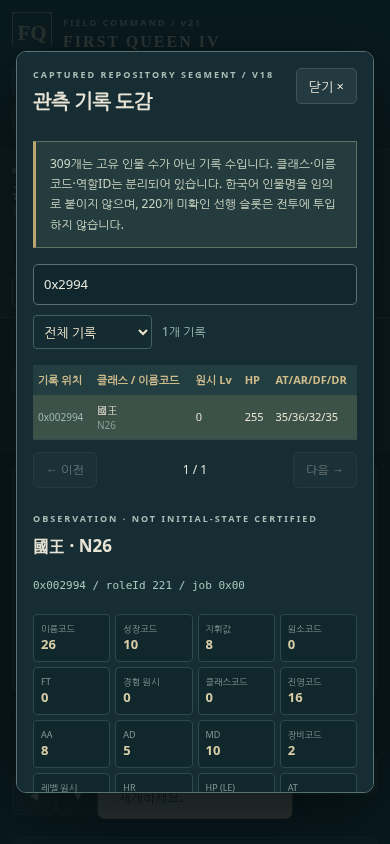 FIELD COMMAND / v21
FQ
FIRST QUEEN IV
CAPTURED REPOSITORY SEGMENT / V18
관측 기록 도감
닫기 ×
309개는 고유 인물 수가 아닌 기록 수입니다. 클래스·이름
코드·역할ID는 분리되어 있습니다. 한국어 인물명을 임의
로 붙이지 않으며, 220개 미확인 선행 슬롯은 전투에 투입
하지 않습니다.
0x2994
전체 기록
1개 기록
기록 위치 클래스 / 이름코드 원시 Lv HP AT/AR/DF/DR
0x002994 國王 0 255 35/36/32/35
N26
← 이전 1 / 1 다음 →
OBSERVATION · NOT INITIAL-STATE CERTIFIED
國王 · N26
0x002994 / roleId 221 / job 0x00
이름코드 성장코드 지휘값 원소코드
26 10 8 0
FT 경험 원시 클래스코드 진영코드
0 0 0 16
AA AD MD 장비코드
8 5 10 2
레벨 원시 HR HP (LE) AT
재개하세요.